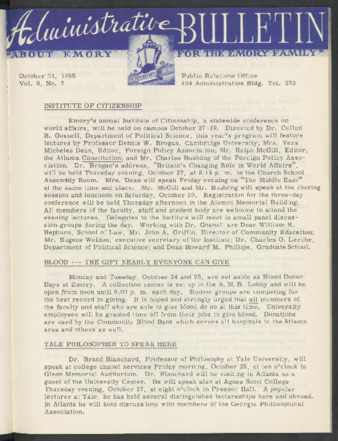 Administrative BULLETIN
ABOUT EMORY FOR THE EMORY FAMILY
October 24, 1955 Public Relations Office
Vol. 8, No. 7 404 Administration Bldg. Tel. 393
INSTITUTE OF CITIZENSHIP
Emory's annual Institute of Citizenship, a statewide conference on
world affairs, will be held on campus October 27-29. Directed by Dr. Cullen
B. Gosnell, Department of Political Science, this year's program will feature
lectures by Professor Dennis W. Brogan, Cambridge University; Mrs. Vera
Micheles Dean, Editor, Foreign Policy Association; Mr. Ralph McGill, Editor,
the Atlanta Constitution; and Mr. Charles Rushing of the Foreign Policy Asso-
ciation. Dr. Brogan's address, "Britain's Changing Role in World Affairs",
will be held Thursday evening, October 27, at 8:15 p. m. in the Church School
Assembly Room. Mrs. Dean will speak Friday evening on "The Middle East"
at the same time and place. Mr. McGill and Mr. Rushing will speak at the closing
session and luncheon on Saturday, October 29. Registration for the three-day
conference will be held Thursday afternoon in the Alumni Memorial Building.
All members of the faculty, staff and student body are welcome to attend the
evening lectures. Delegates to the Institute will meet in small panel discus-
sion groups during the day. Working with Dr. Gosnell are Dean William H.
Hepburn, School of Law, Mr. John A. Griffin, Director of Community Education;
Mr. Eugene Weldon, executive secretary of the Institute; Dr. Charles O. Lerche,
Department of Political Science; and Dean Howard M. Phillips, Graduate School.
BLOOD --- THE GIFT NEARLY EVERYONE CAN GIVE
Monday and Tuesday, October 24 and 25, are set aside as Blood Donor
Days at Emory. A collection center is set up in the A. M. B. Lobby and will be
open from noon until 6:00 p. m. each day. Student groups are competing for
the best record in giving. It is hoped and strongly urged that all members of
the faculty and staff who are able to give blood do so at this time. University
employees will be granted time off from their jobs to give blood. Donations
are used by the Community Blood Bank which serves all hospitals in the Atlanta
area and others as well.
YALE PHILOSOPHER TO SPEAK HERE
Dr. Brand Blanchard, Professor of Philosophy at Yale University, will
speak at college chapel services Friday morning, October 28, at ten o'clock in
Glenn Memorial Auditorium. Dr. Blanchard will be visiting in Atlanta as a
guest of the University Center. He will speak also at Agnes Scott College
Thursday evening, October 27, at eight o'clock in Presser Hall. A popular
lecturer at Yale, he has held several distinguished lectureships here and abroad.
In Atlanta he will hold discussions with members of the Georgia Philosophical
Association.